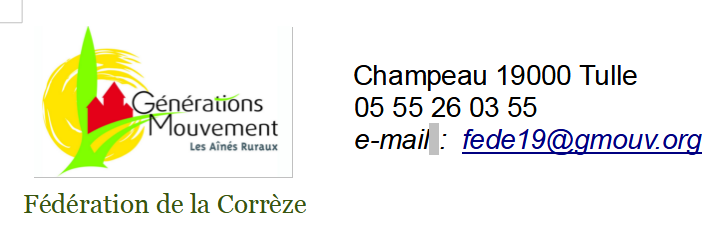 Générations
Mouvement
Les Aînés Ruraux
Fédération de la Corrèze
Champeau 19000 Tulle
05 55 26 03 55
e-mail : fede19@gmouv.org